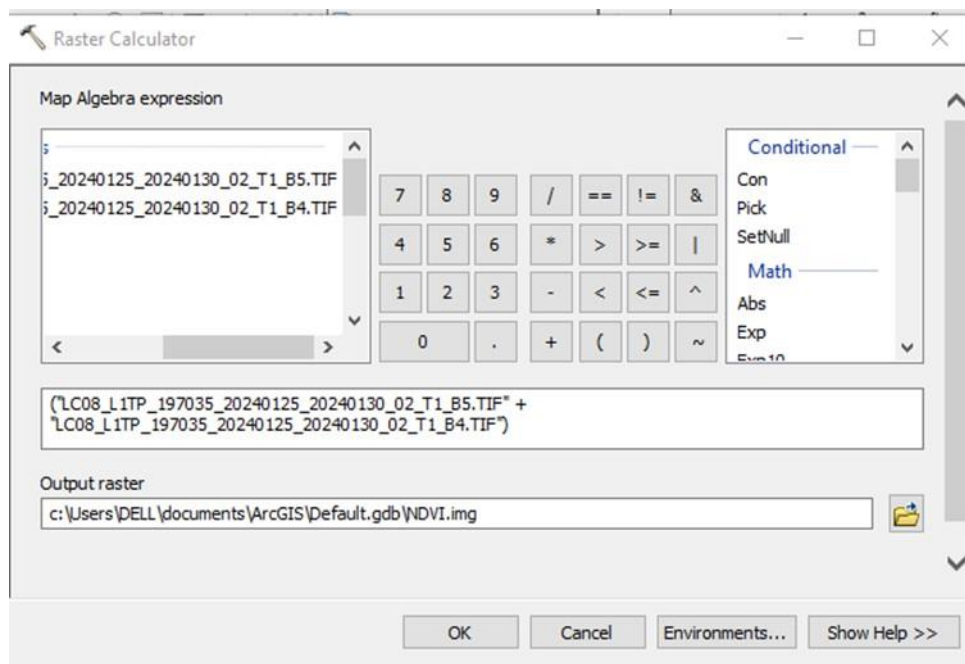 Raster Calculator
Map Algebra expression
s
5_20240125_20240130_02_T1_B5.TIF
5_20240125_20240130_02_T1_B4.TIF
7 8 9 / == != &
4 5 6 * > >= |
1 2 3 - < <= ^
0 . + ( ) ~
Conditional
Con
Pick
SetNull
Math
Abs
Exp
Exp10
("LC08_L1TP_197035_20240125_20240130_02_T1_B5.TIF" +
"LC08_L1TP_197035_20240125_20240130_02_T1_B4.TIF")
Output raster
c:\Users\DELL\documents\ArcGIS\Default.gdb\NDVI.img
OK Cancel Environments... Show Help >>